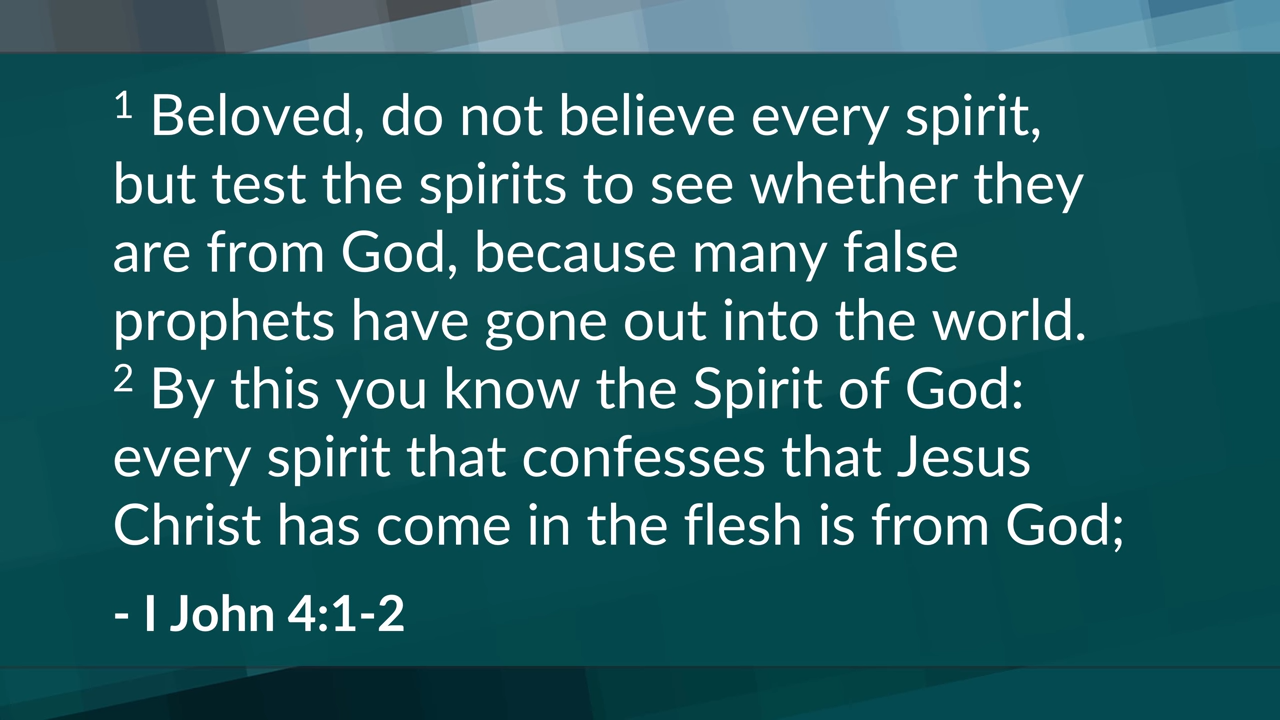 1 Beloved, do not believe every spirit,
but test the spirits to see whether they
are from God, because many false
prophets have gone out into the world.
2 By this you know the Spirit of God:
every spirit that confesses that Jesus
Christ has come in the flesh is from God;
- I John 4:1-2